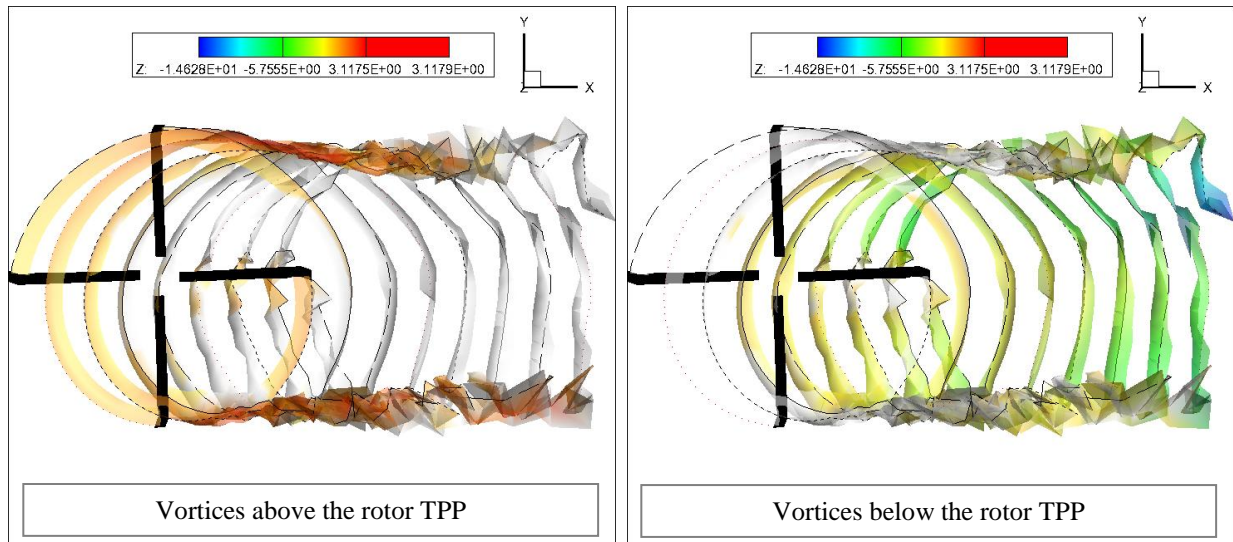 Y
Z: -1.4628E+01 -5.7555E+00 3.1175E+00 3.1179E+00
Z X
Vortices above the rotor TPP
Y
Z: -1.4628E+01 -5.7555E+00 3.1175E+00 3.1179E+00
Z X
Vortices below the rotor TPP